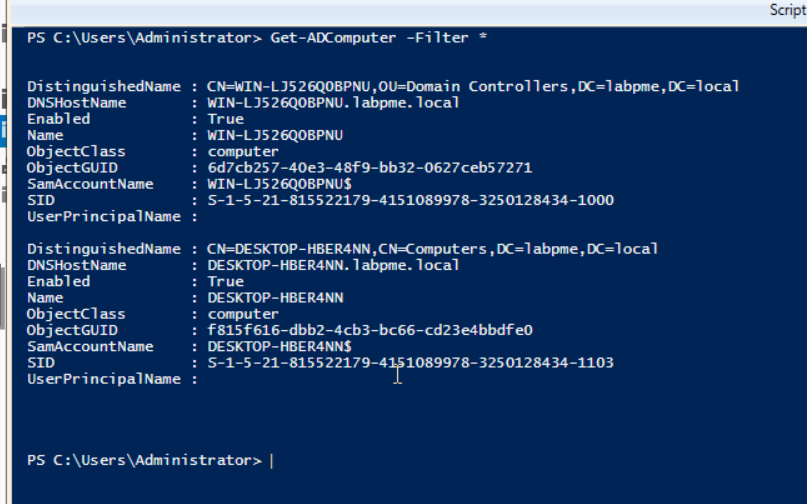 Script
PS C:\Users\Administrator> Get-ADComputer -Filter *
DistinguishedName : CN=WIN-LJ526Q0BPNU,OU=Domain Controllers,DC=labpme,DC=local
DNSHostName : WIN-LJ526Q0BPNU.labpme.local
Enabled : True
Name : WIN-LJ526Q0BPNU
ObjectClass : computer
ObjectGUID : 6d7cb257-40e3-48f9-bb32-0627ceb57271
SamAccountName : WIN-LJ526Q0BPNU$
SID : S-1-5-21-815522179-4151089978-3250128434-1000
UserPrincipalName :
DistinguishedName : CN=DESKTOP-HBER4NN,CN=Computers,DC=labpme,DC=local
DNSHostName : DESKTOP-HBER4NN.labpme.local
Enabled : True
Name : DESKTOP-HBER4NN
ObjectClass : computer
ObjectGUID : f815f616-dbb2-4cb3-bc66-cd23e4bbdfe0
SamAccountName : DESKTOP-HBER4NN$
SID : S-1-5-21-815522179-4151089978-3250128434-1103
UserPrincipalName :
PS C:\Users\Administrator>